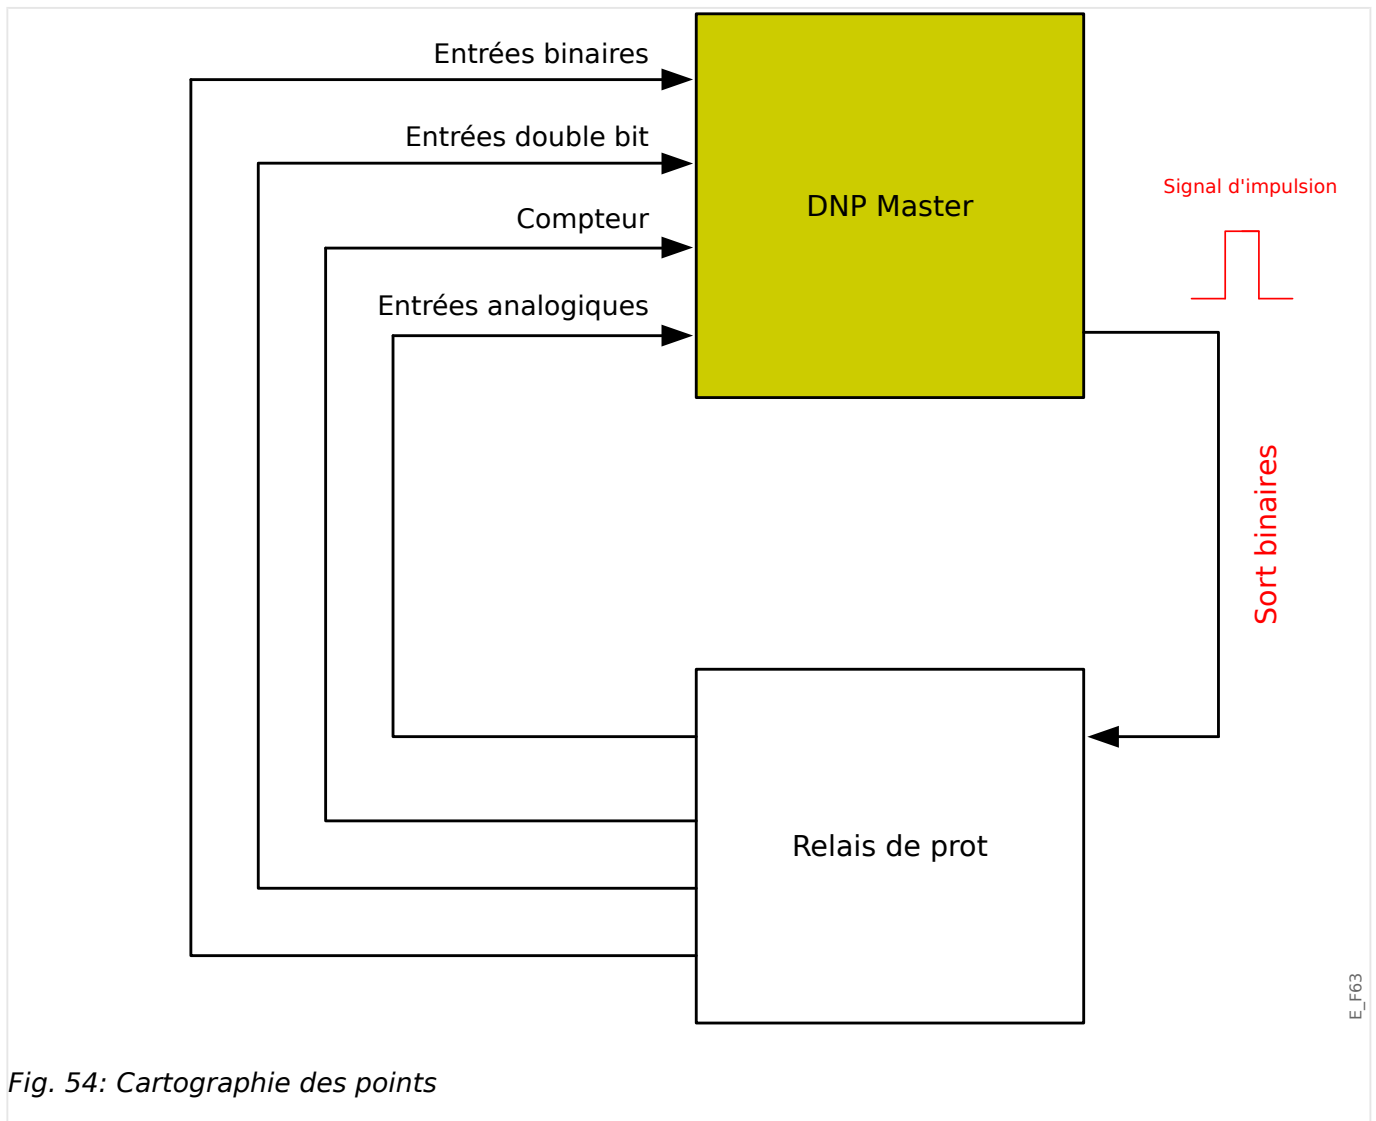 Entrées binaires
Entrées double bit
Compteur
Entrées analogiques
DNP Master
Signal d'impulsion
Sort binaires
Relais de prot
E_F63
Fig. 54: Cartographie des points